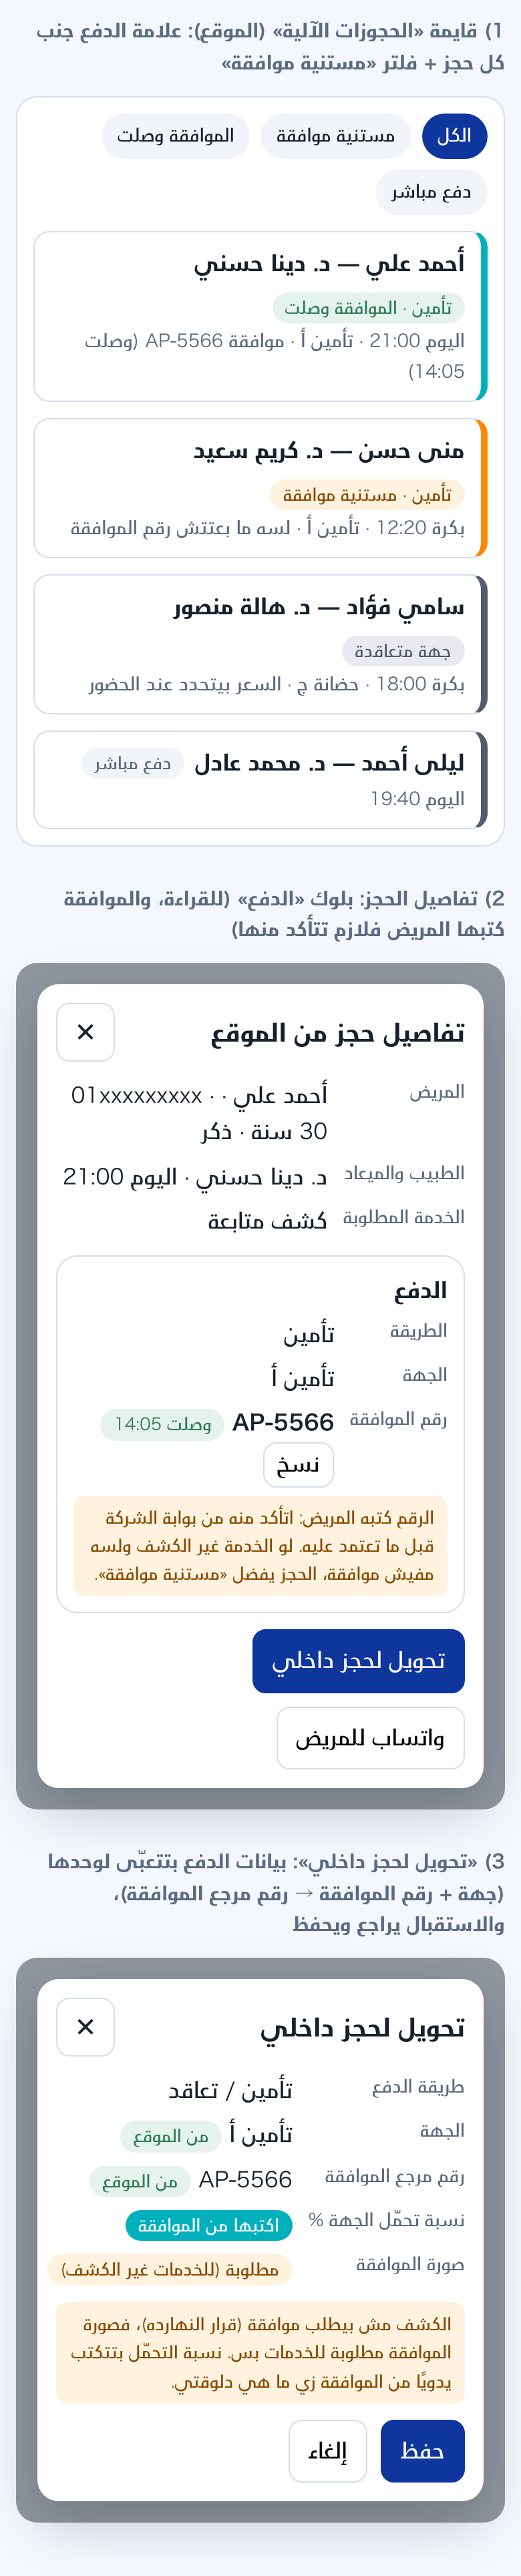 1) قايمة «الحجوزات الآلية» (الموقع): علامة الدفع جنب
كل حجز + فلتر «مستنية موافقة»
الكل
مستنية موافقة
الموافقة وصلت
دفع مباشر
أحمد علي — د. دينا حسني
تأمين · الموافقة وصلت
اليوم 21:00 · تأمين أ · موافقة AP-5566 (وصلت
14:05)
منى حسن — د. كريم سعيد
تأمين · مستنية موافقة
بكرة 12:20 · تأمين أ · لسه ما بعتتش رقم الموافقة
سامي فؤاد — د. هالة منصور
جهة متعاقدة
بكرة 18:00 · حضانة ج · السعر بيتحدد عند الحضور
ليلى أحمد — د. محمد عادل دفع مباشر
اليوم 19:40
2) تفاصيل الحجز: بلوك «الدفع» (للقراءة، والموافقة
كتبها المريض فلازم تتأكد منها)
تفاصيل حجز من الموقع
✕
المريض أحمد علي · 01xxxxxxxxx ·
30 سنة · ذكر
الطبيب والميعاد د. دينا حسني · اليوم 21:00
الخدمة المطلوبة كشف متابعة
الدفع
الطريقة تأمين
الجهة تأمين أ
رقم الموافقة AP-5566 وصلت 14:05
نسخ
الرقم كتبه المريض: اتأكد منه من بوابة الشركة
قبل ما تعتمد عليه. لو الخدمة غير الكشف ولسه
مفيش موافقة، الحجز يفضل «مستنية موافقة».
تحويل لحجز داخلي
واتساب للمريض
3) «تحويل لحجز داخلي»: بيانات الدفع بتتعبّى لوحدها
(جهة + رقم الموافقة → رقم مرجع الموافقة)،
والاستقبال يراجع ويحفظ
تحويل لحجز داخلي
✕
طريقة الدفع تأمين / تعاقد
الجهة تأمين أ من الموقع
رقم مرجع الموافقة AP-5566 من الموقع
نسبة تحمّل الجهة % اكتبها من الموافقة
صورة الموافقة مطلوبة (للخدمات غير الكشف)
الكشف مش بيطلب موافقة (قرار النهارده)، فصورة
الموافقة مطلوبة للخدمات بس. نسبة التحمّل بتتكتب
يدويًا من الموافقة زي ما هي دلوقتي.
حفظ
إلغاء